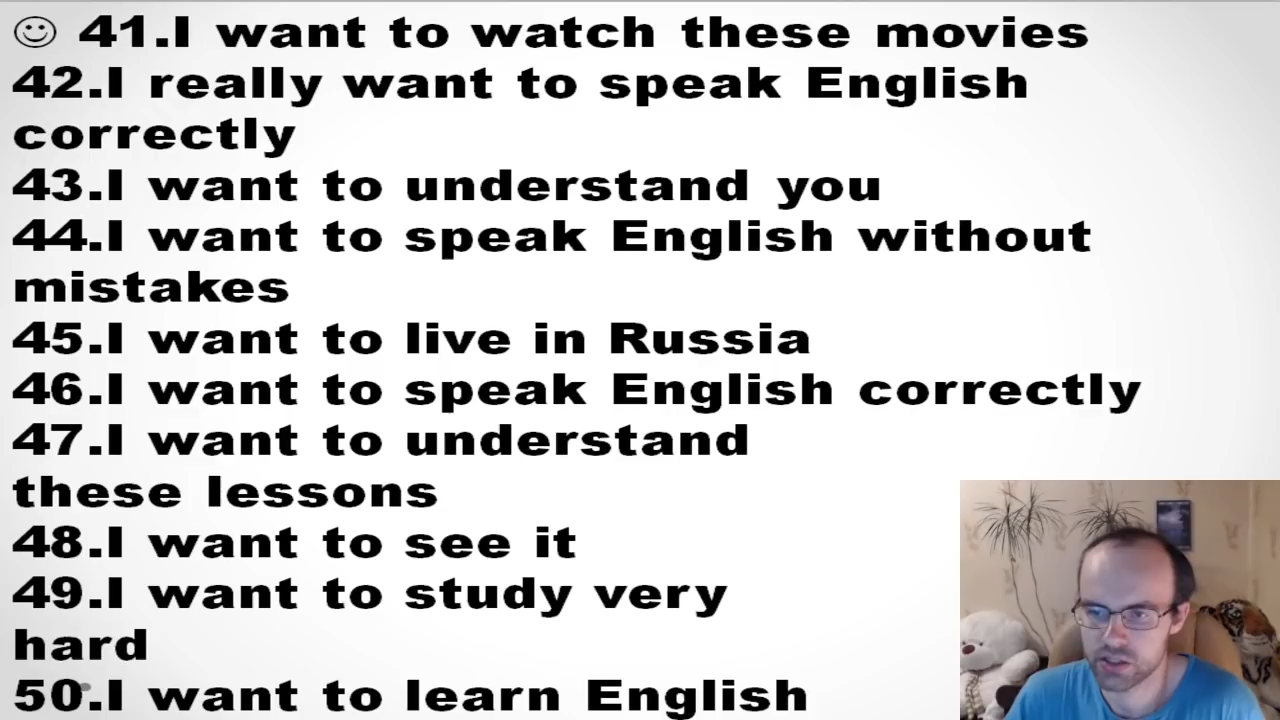 ☺ 41.I want to watch these movies
42.I really want to speak English
correctly
43.I want to understand you
44.I want to speak English without
mistakes
45.I want to live in Russia
46.I want to speak English correctly
47.I want to understand
these lessons
48.I want to see it
49.I want to study very
hard
50.I want to learn English